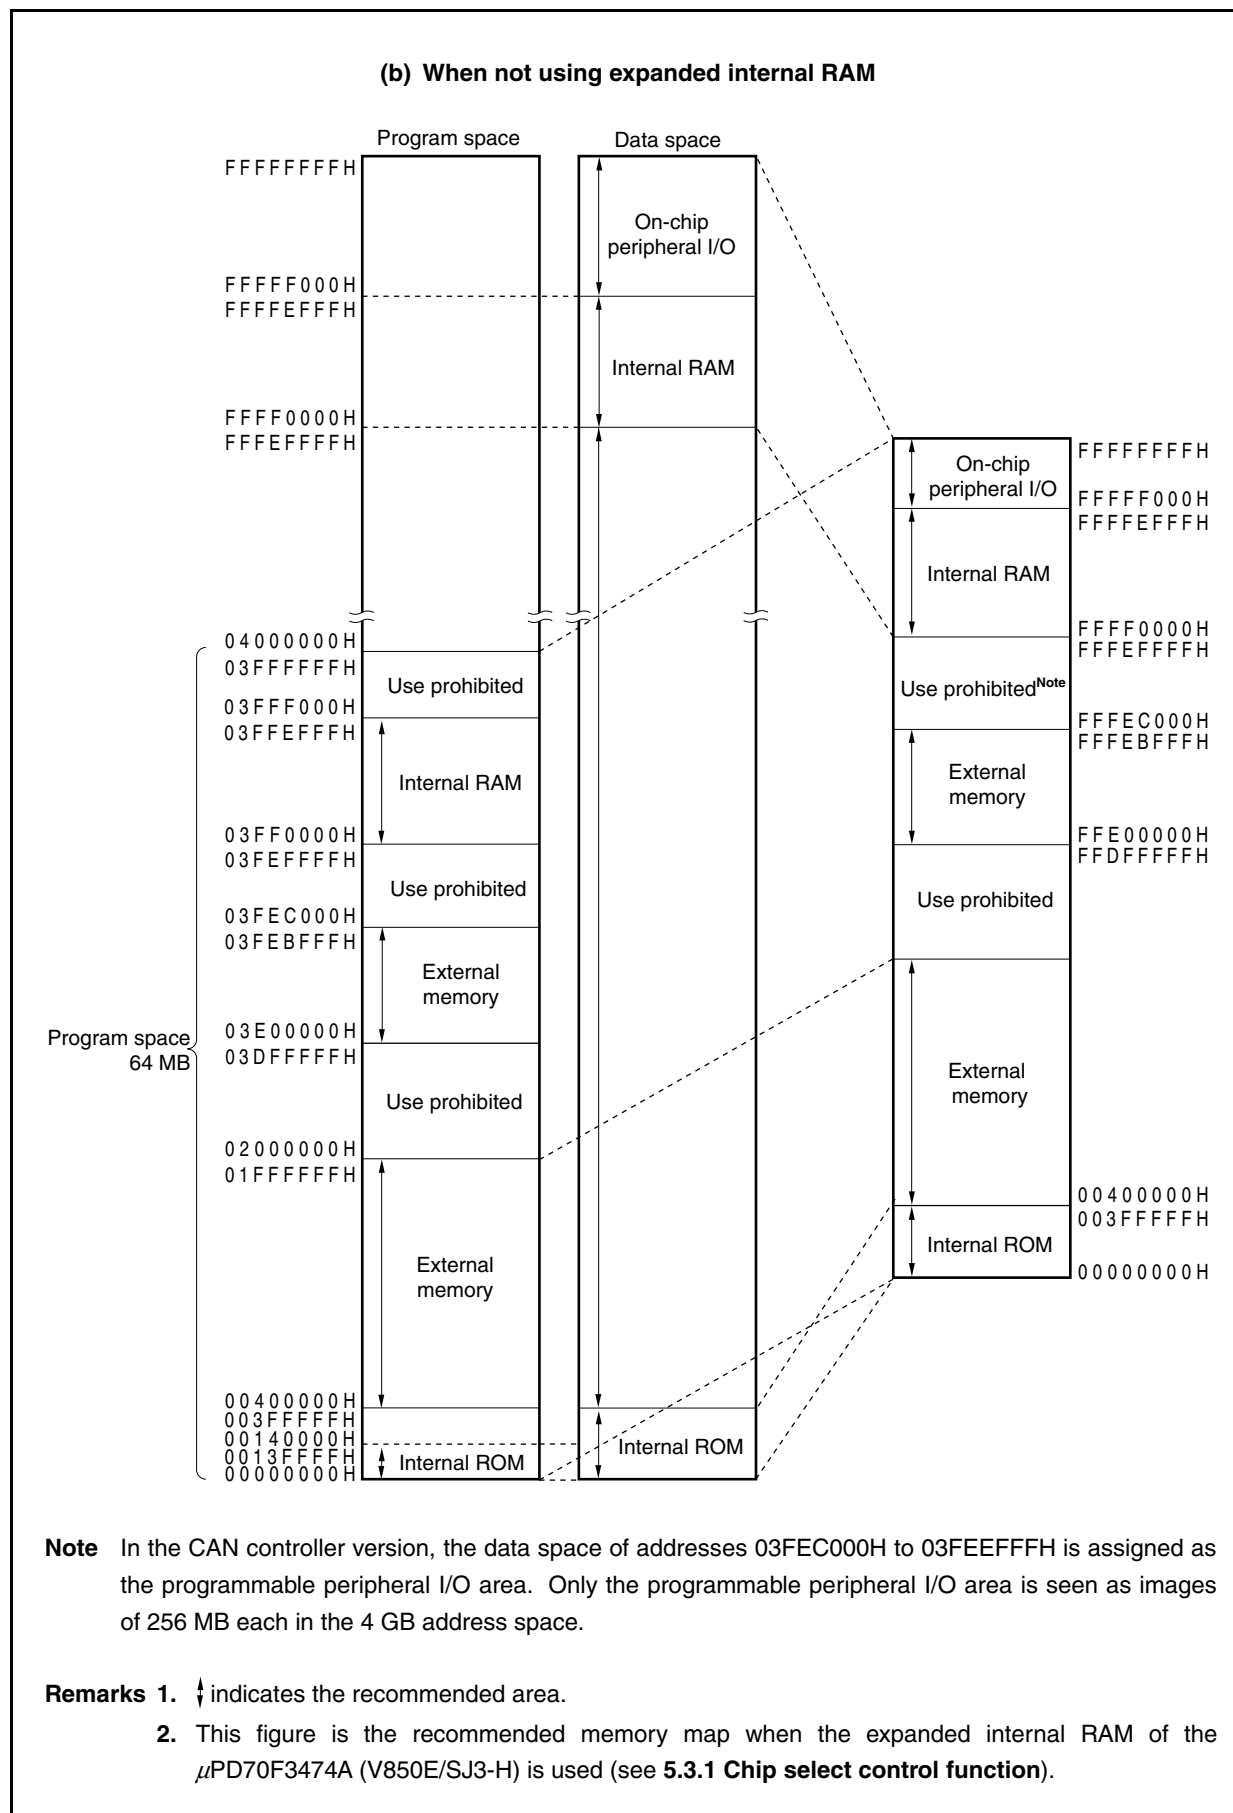 (b) When not using expanded internal RAM
Program space
Data space
FFFFFFFFH
On-chip
peripheral I/O
FFFFF000H
FFFFEFFFH
Internal RAM
FFFF0000H
FFFEFFFFH
On-chip
peripheral I/O
FFFFFFFFH
FFFFF000H
FFFFEFFFH
Internal RAM
FFFF0000H
FFFEFFFFH
Use prohibited^Note
FFFEC000H
FFFEBFFFH
External
memory
FFE00000H
FFDFFFFFH
Use prohibited
External
memory
00400000H
003FFFFFH
Internal ROM
00000000H
04000000H
03FFFFFFH
Use prohibited
03FFF000H
03FFEFFFH
Internal RAM
03FF0000H
03FEFFFFH
Use prohibited
03FEC000H
03FEBFFFH
External
memory
Program space
64 MB
03E00000H
03DFFFFFH
Use prohibited
02000000H
01FFFFFFH
External
memory
00400000H
003FFFFFH
00140000H
0013FFFFH
00000000H
Internal ROM
Internal ROM
Note In the CAN controller version, the data space of addresses 03FEC000H to 03FEEFFFH is assigned as
the programmable peripheral I/O area. Only the programmable peripheral I/O area is seen as images
of 256 MB each in the 4 GB address space.
Remarks 1. ↕ indicates the recommended area.
2. This figure is the recommended memory map when the expanded internal RAM of the
μPD70F3474A (V850E/SJ3-H) is used (see 5.3.1 Chip select control function).